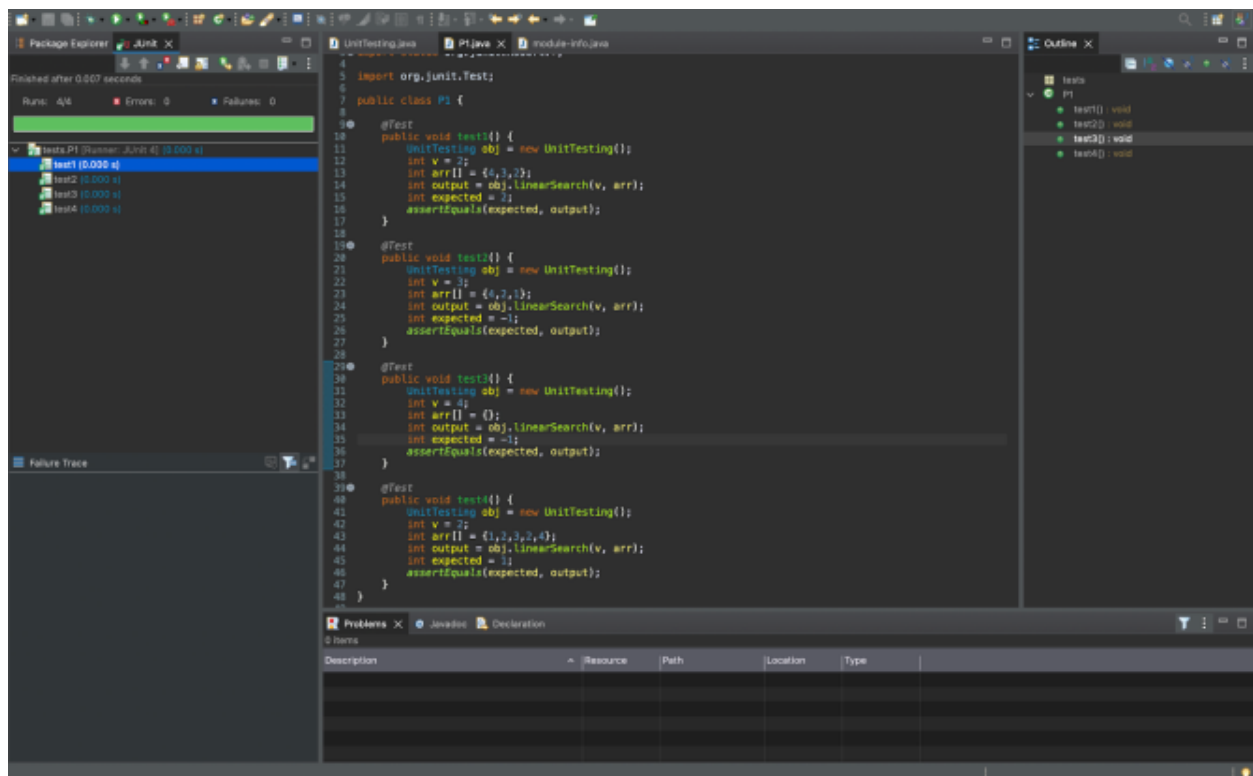 Package Explorer
JUnit
Finished after 0.007 seconds
Runs: 4/4
Errors: 0
Failures: 0
tests.P1 [Runner: JUnit 4] (0.000 s)
test1 (0.000 s)
test2 (0.000 s)
test3 (0.000 s)
test4 (0.000 s)
Failure Trace
UnitTesting.java
P1.java
module-info.java
4
5 import org.junit.Test;
6
7 public class P1 {
8
9 @Test
10 public void test1() {
11 UnitTesting obj = new UnitTesting();
12 int v = 2;
13 int arr[] = {4,3,2};
14 int output = obj.linearSearch(v, arr);
15 int expected = 2;
16 assertEquals(expected, output);
17 }
18
19 @Test
20 public void test2() {
21 UnitTesting obj = new UnitTesting();
22 int v = 3;
23 int arr[] = {4,2,1};
24 int output = obj.linearSearch(v, arr);
25 int expected = -1;
26 assertEquals(expected, output);
27 }
28
29 @Test
30 public void test3() {
31 UnitTesting obj = new UnitTesting();
32 int v = 4;
33 int arr[] = {};
34 int output = obj.linearSearch(v, arr);
35 int expected = -1;
36 assertEquals(expected, output);
37 }
38
39 @Test
40 public void test4() {
41 UnitTesting obj = new UnitTesting();
42 int v = 2;
43 int arr[] = {1,2,3,2,4};
44 int output = obj.linearSearch(v, arr);
45 int expected = 1;
46 assertEquals(expected, output);
47 }
48 }
Outline
tests
P1
test1() : void
test2() : void
test3() : void
test4() : void
Problems
Javadoc
Declaration
0 items
Description
Resource
Path
Location
Type